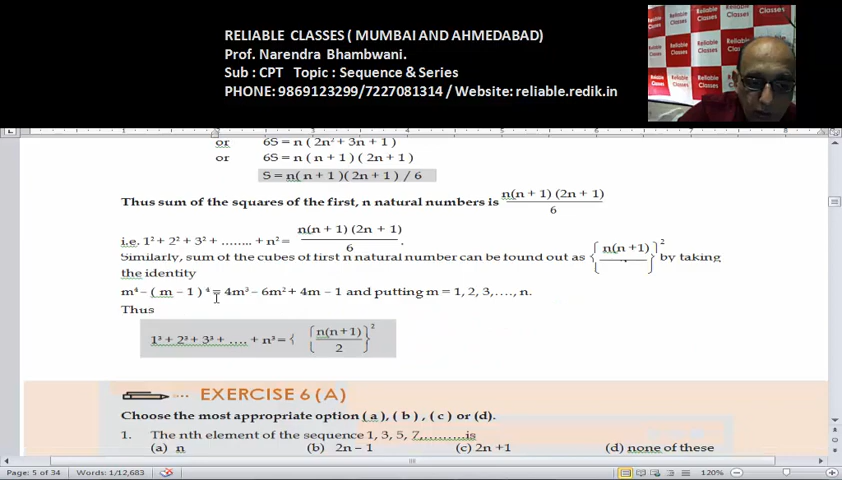 RELIABLE CLASSES ( MUMBAI AND AHMEDABAD)
Prof. Narendra Bhambwani.
Sub : CPT Topic : Sequence & Series
PHONE: 9869123299/7227081314 / Website: reliable.redik.in
Reliable Classes
or 6S = n ( 2n² + 3n + 1 )
or 6S = n ( n + 1 ) ( 2n + 1 )
S = n( n + 1 )( 2n + 1 ) / 6
Thus sum of the squares of the first, n natural numbers is n(n + 1) (2n + 1) / 6
i.e. 1² + 2² + 3² + ........ + n² = n(n + 1) (2n + 1) / 6 .
Similarly, sum of the cubes of first n natural number can be found out as { n(n +1) }² by taking
the identity
m⁴ – ( m – 1 ) ⁴ = 4m³ – 6m² + 4m – 1 and putting m = 1, 2, 3,...., n.
Thus
1³ + 2³ + 3³ + .... + n³ = { { n(n+1) / 2 }²
EXERCISE 6 (A)
Choose the most appropriate option ( a ) , ( b ) , ( c ) or (d).
1. The nth element of the sequence 1, 3, 5, 7,..........is
(a) n (b) 2n – 1 (c) 2n +1 (d) none of these
Page: 5 of 34 Words: 1/12,683 120%